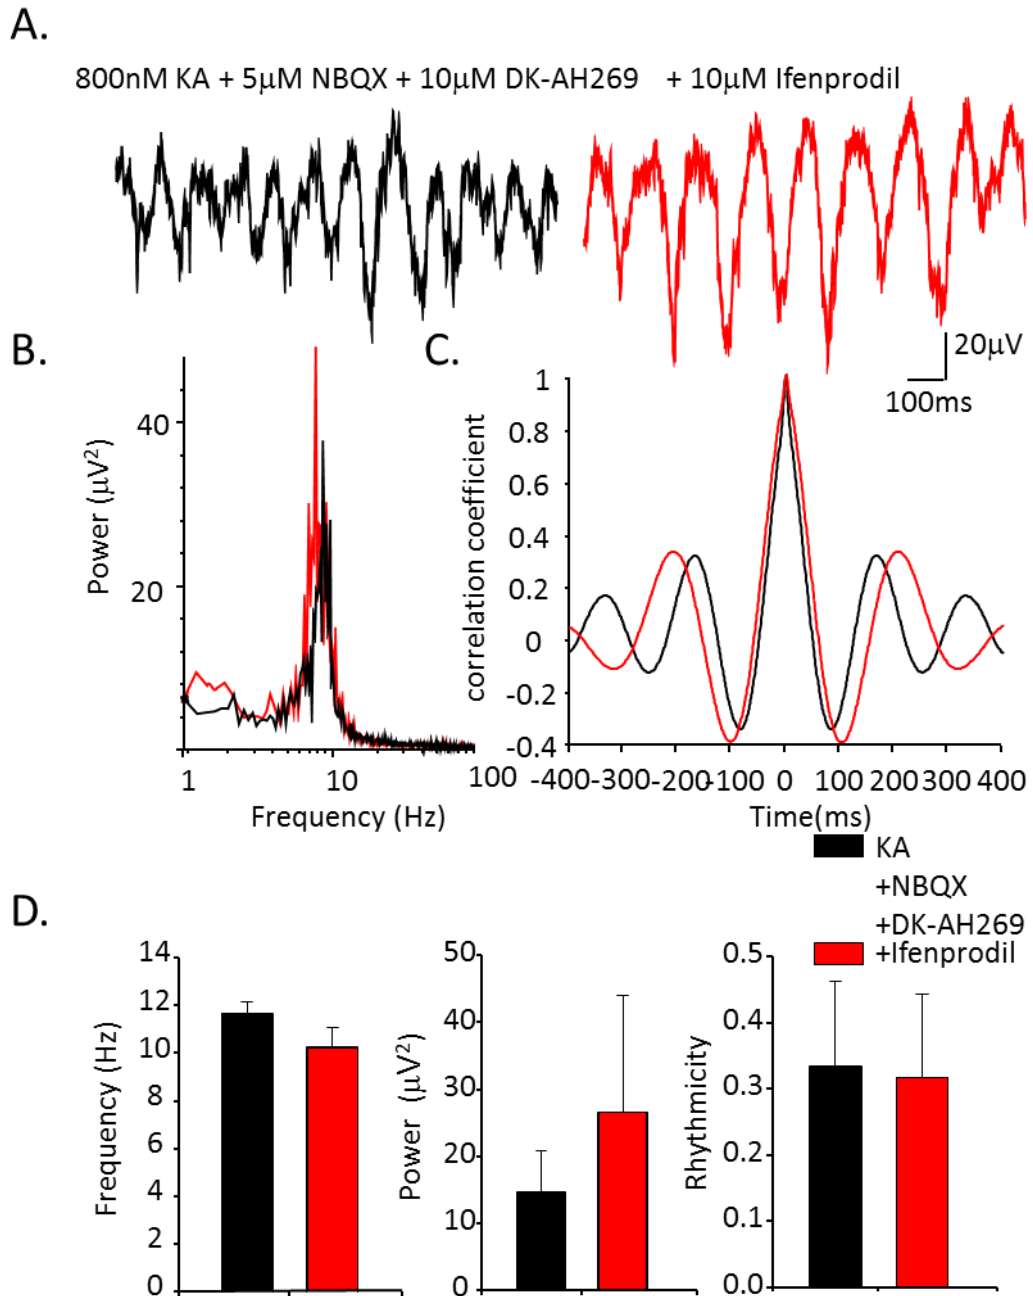 A.
800nM KA + 5μM NBQX + 10μM DK-AH269 + 10μM Ifenprodil
20μV
100ms
B.
Power (μV²)
40
20
1 10 100
Frequency (Hz)
C.
correlation coefficient
1
0.8
0.6
0.4
0.2
0
-0.2
-0.4
-400 -300 -200 -100 0 100 200 300 400
Time(ms)
KA
+NBQX
+DK-AH269
+Ifenprodil
D.
Frequency (Hz)
14
12
10
8
6
4
2
0
Power (μV²)
50
40
30
20
10
0
Rhythmicity
0.5
0.4
0.3
0.2
0.1
0.0